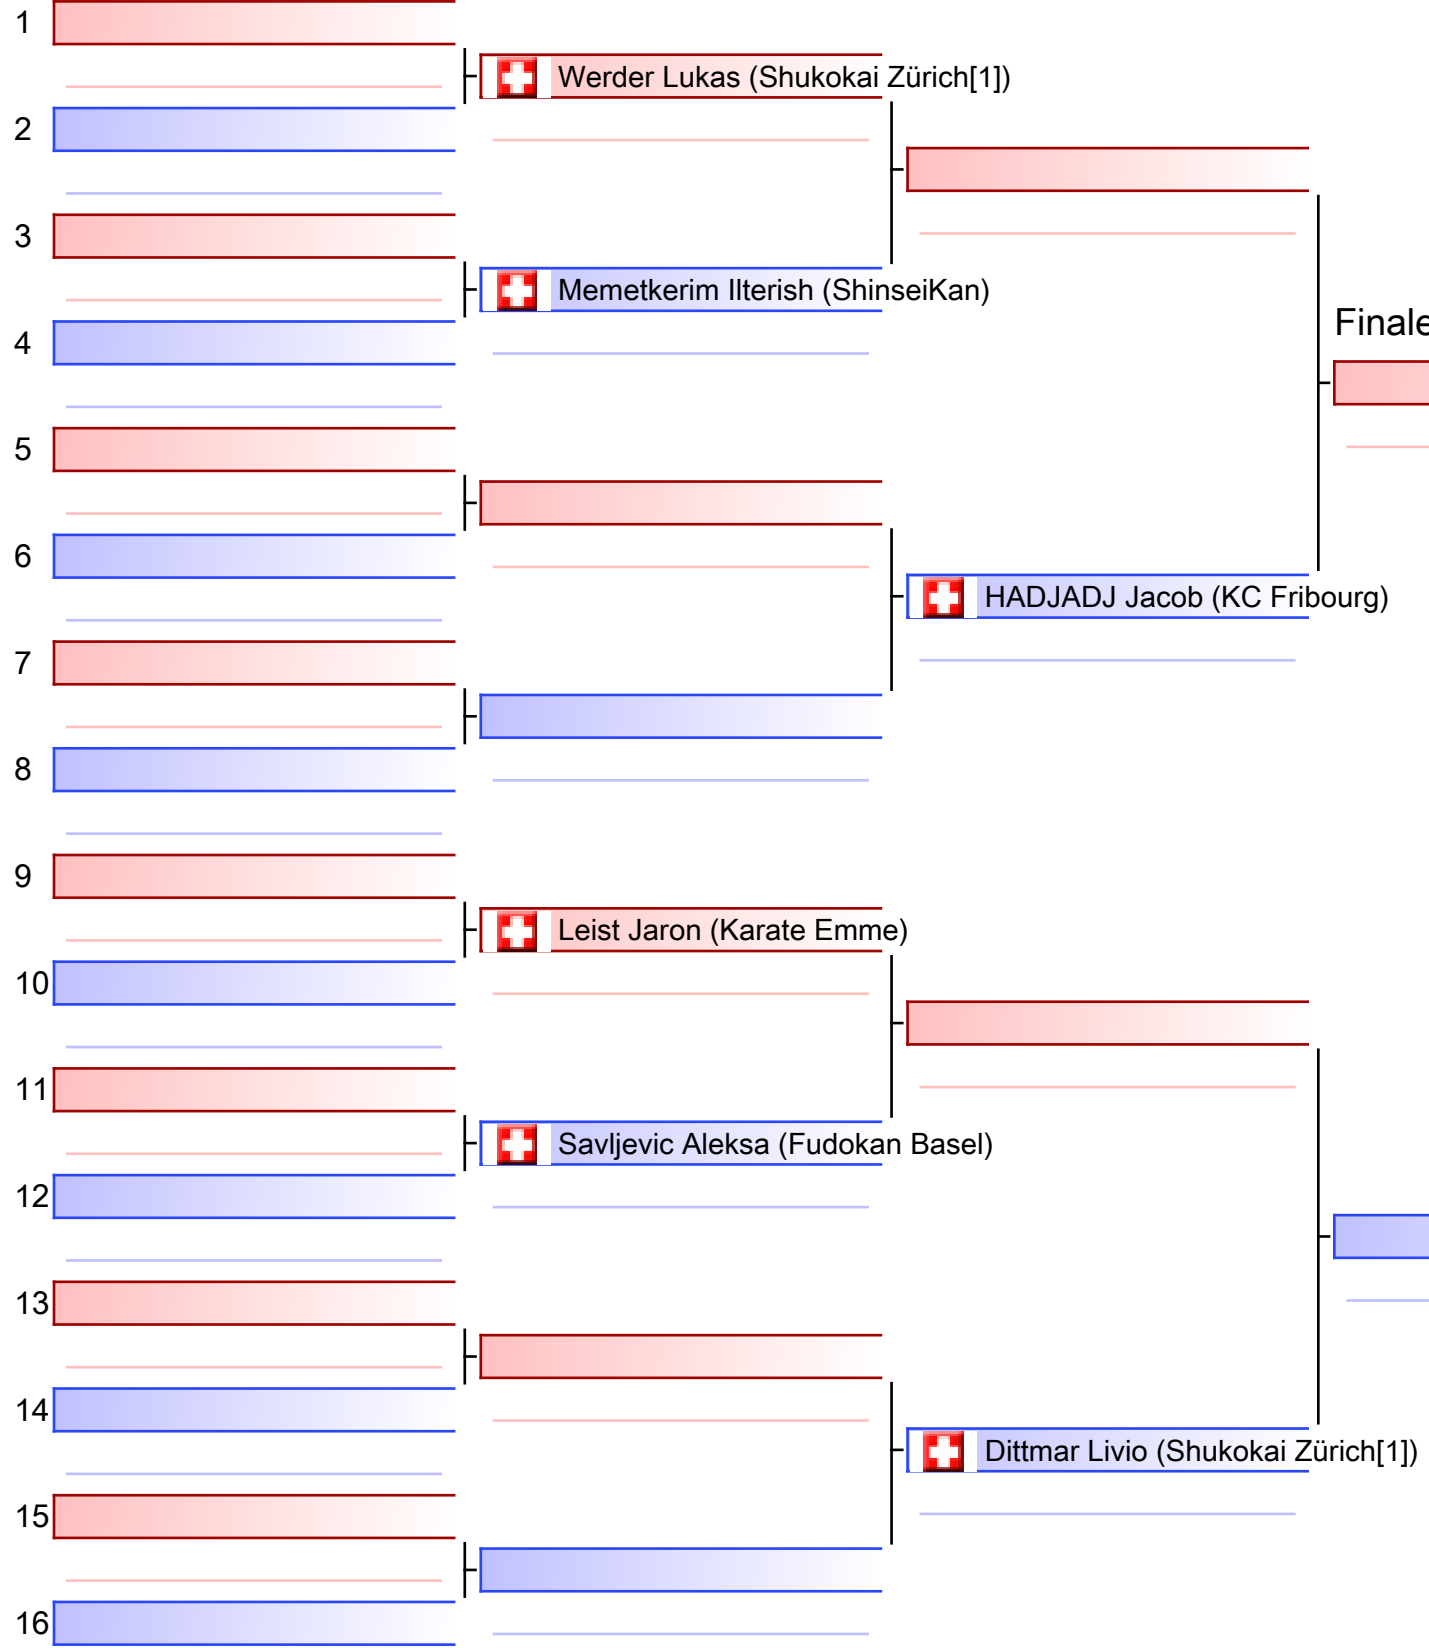 1
Werder Lukas (Shukokai Zürich[1])
2
3
Memetkerim Ilterish (ShinseiKan)
4
Finale
5
6
HADJADJ Jacob (KC Fribourg)
7
8
9
Leist Jaron (Karate Emme)
10
11
Savljevic Aleksa (Fudokan Basel)
12
13
14
Dittmar Livio (Shukokai Zürich[1])
15
16